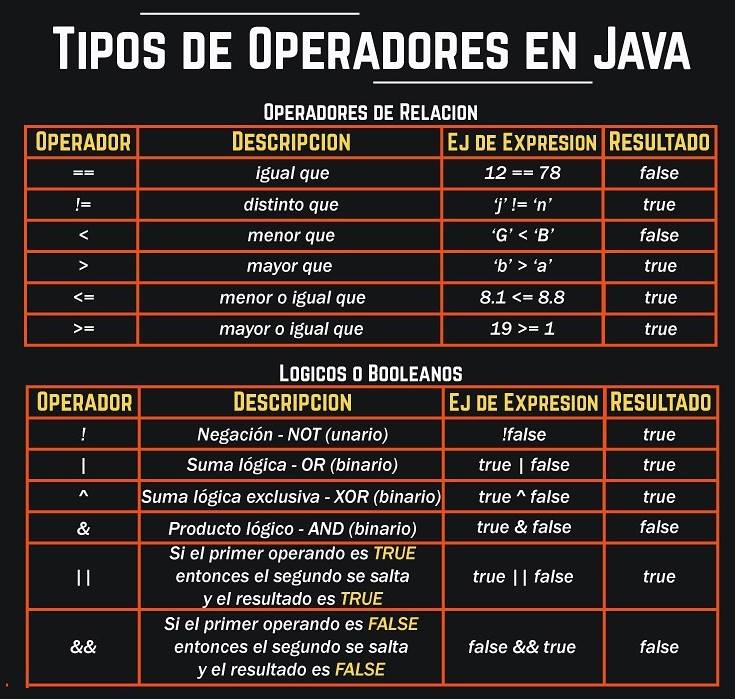 TIPOS DE OPERADORES EN JAVA
OPERADORES DE RELACION
OPERADOR DESCRIPCION EJ DE EXPRESION RESULTADO
== igual que 12 == 78 false
!= distinto que ‘j’ != ‘n’ true
< menor que ‘G’ < ‘B’ false
> mayor que ‘b’ > ‘a’ true
<= menor o igual que 8.1 <= 8.8 true
>= mayor o igual que 19 >= 1 true
LOGICOS O BOOLEANOS
OPERADOR DESCRIPCION EJ DE EXPRESION RESULTADO
! Negación - NOT (unario) !false true
| Suma lógica - OR (binario) true | false true
^ Suma lógica exclusiva - XOR (binario) true ^ false true
& Producto lógico - AND (binario) true & false false
Si el primer operando es TRUE
|| entonces el segundo se salta true || false true
y el resultado es TRUE
Si el primer operando es FALSE
&& entonces el segundo se salta false && true false
y el resultado es FALSE